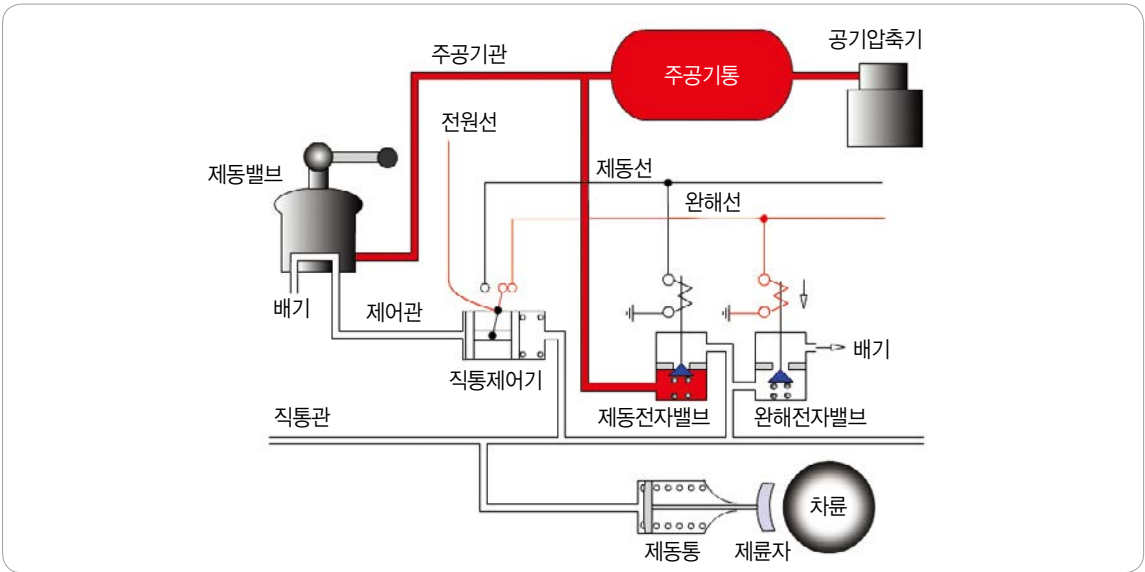 공기압축기
주공기관
주공기통
전원선
제동밸브
제동선
완해선
배기
제어관
직통제어기
배기
직통관
제동전자밸브
완해전자밸브
차륜
제동통
제륜자